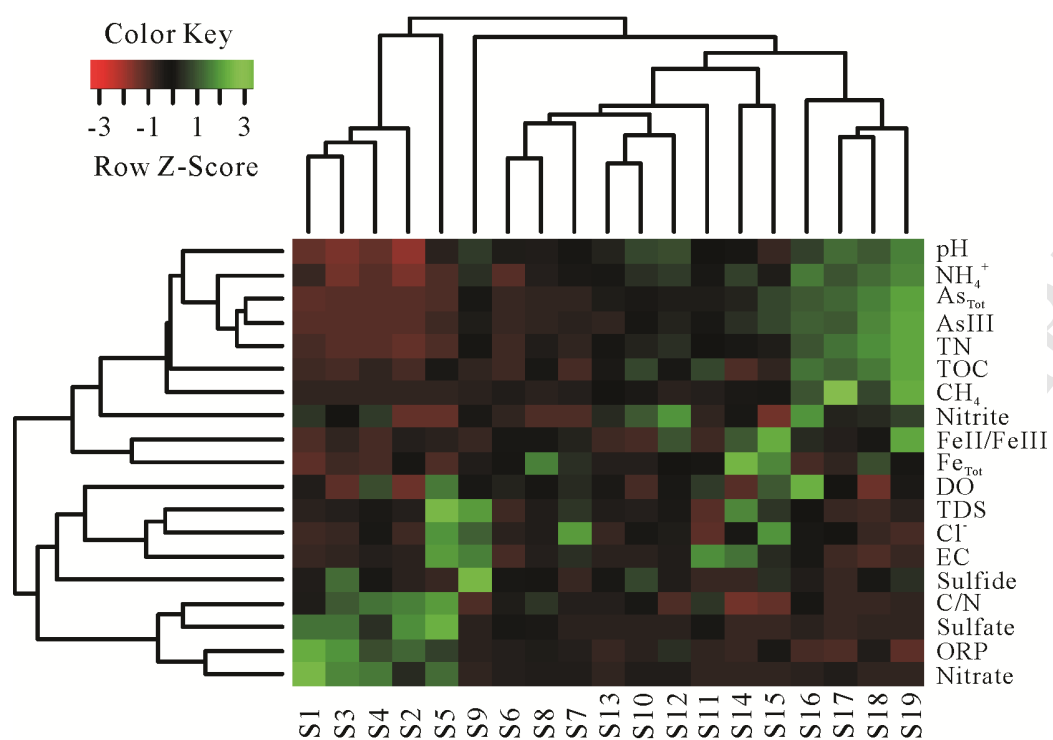 Color Key
-3 -1 1 3
Row Z-Score
pH
NH₄⁺
As_Tot
AsIII
TN
TOC
CH₄
Nitrite
FeII/FeIII
Fe_Tot
DO
TDS
Cl⁻
EC
Sulfide
C/N
Sulfate
ORP
Nitrate
S1 S3 S4 S2 S5 S9 S6 S8 S7 S13 S10 S12 S11 S14 S15 S16 S17 S18 S19